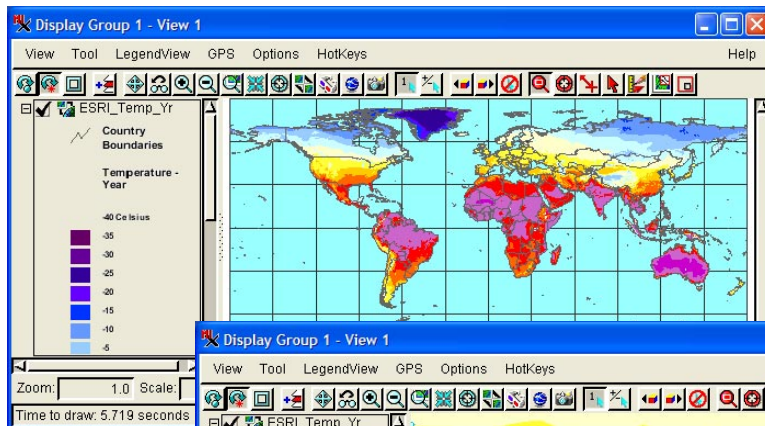 Display Group 1 - View 1
View Tool LegendView GPS Options HotKeys Help
ESRI_Temp_Yr
Country
Boundaries
Temperature -
Year
-40 Celsius
-35
-30
-25
-20
-15
-10
-5
Zoom: 1.0 Scale:
Time to draw: 5.719 seconds
Display Group 1 - View 1
View Tool LegendView GPS Options HotKeys
ESRI_Temp_Yr